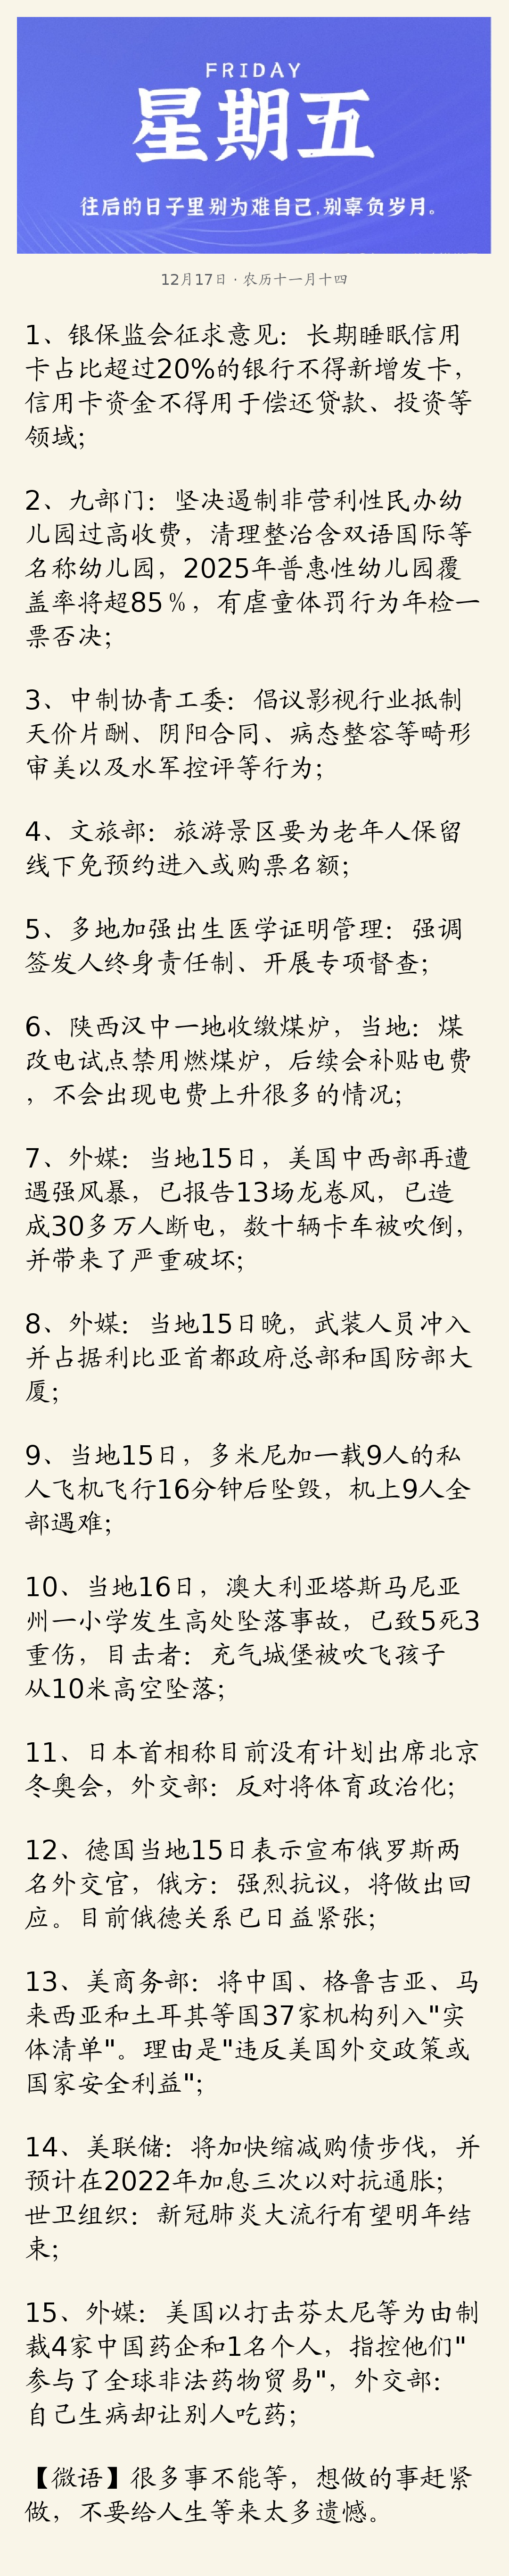 FRIDAY
星期五
往后的日子里别为难自己,别辜负岁月。
12月17日·农历十一月十四
1、银保监会征求意见：长期睡眠信用
卡占比超过20%的银行不得新增发卡，
信用卡资金不得用于偿还贷款、投资等
领域；
2、九部门：坚决遏制非营利性民办幼
儿园过高收费，清理整治含双语国际等
名称幼儿园，2025年普惠性幼儿园覆
盖率将超85％，有虐童体罚行为年检一
票否决；
3、中制协青工委：倡议影视行业抵制
天价片酬、阴阳合同、病态整容等畸形
审美以及水军控评等行为；
4、文旅部：旅游景区要为老年人保留
线下免预约进入或购票名额；
5、多地加强出生医学证明管理：强调
签发人终身责任制、开展专项督查；
6、陕西汉中一地收缴煤炉，当地：煤
改电试点禁用燃煤炉，后续会补贴电费
，不会出现电费上升很多的情况；
7、外媒：当地15日，美国中西部再遭
遇强风暴，已报告13场龙卷风，已造
成30多万人断电，数十辆卡车被吹倒，
并带来了严重破坏；
8、外媒：当地15日晚，武装人员冲入
并占据利比亚首都政府总部和国防部大
厦；
9、当地15日，多米尼加一载9人的私
人飞机飞行16分钟后坠毁，机上9人全
部遇难；
10、当地16日，澳大利亚塔斯马尼亚
州一小学发生高处坠落事故，已致5死3
重伤，目击者：充气城堡被吹飞孩子
从10米高空坠落；
11、日本首相称目前没有计划出席北京
冬奥会，外交部：反对将体育政治化；
12、德国当地15日表示宣布俄罗斯两
名外交官，俄方：强烈抗议，将做出回
应。目前俄德关系已日益紧张；
13、美商务部：将中国、格鲁吉亚、马
来西亚和土耳其等国37家机构列入"实
体清单"。理由是"违反美国外交政策或
国家安全利益"；
14、美联储：将加快缩减购债步伐，并
预计在2022年加息三次以对抗通胀；
世卫组织：新冠肺炎大流行有望明年结
束；
15、外媒：美国以打击芬太尼等为由制
裁4家中国药企和1名个人，指控他们"
参与了全球非法药物贸易"，外交部：
自己生病却让别人吃药；
【微语】很多事不能等，想做的事赶紧
做，不要给人生等来太多遗憾。